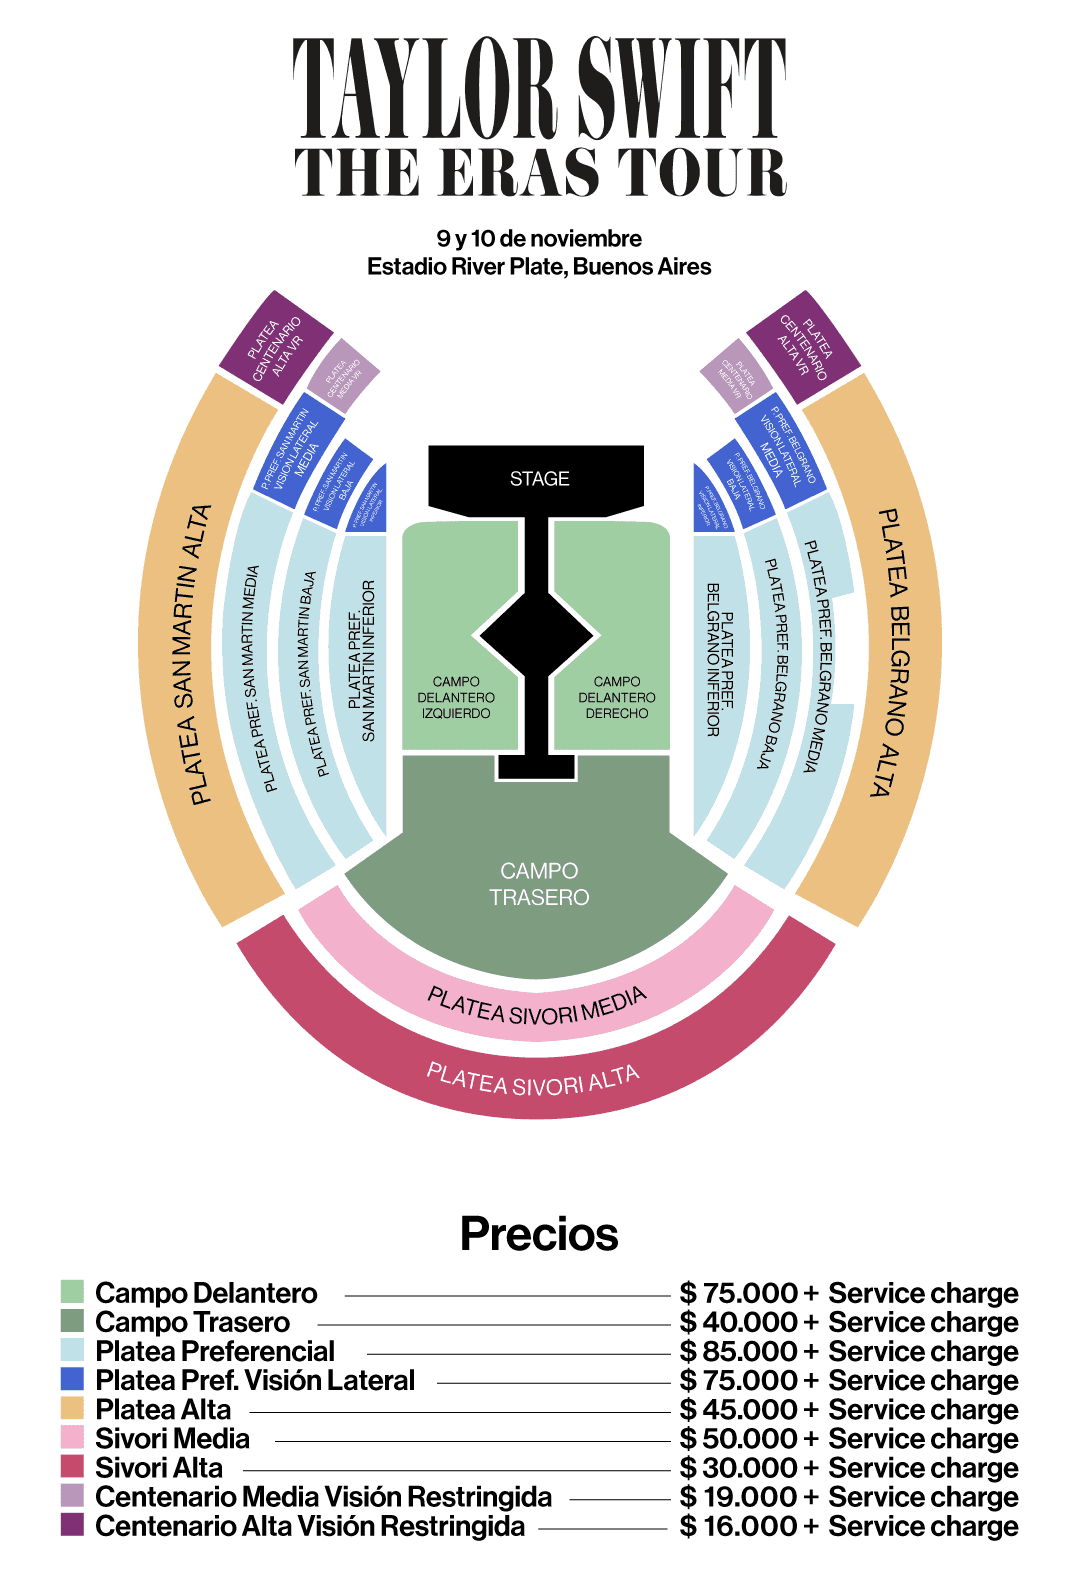 TAYLOR SWIFT
THE ERAS TOUR
9 y 10 de noviembre
Estadio River Plate, Buenos Aires
PLATEA
CENTENARIO
ALTA VR
PLATEA
CENTENARIO
MEDIA VR
PLATEA
CENTENARIO
MEDIA VR
PLATEA
CENTENARIO
ALTA VR
P. PREF. SAN MARTIN
VISION LATERAL
MEDIA
P. PREF. SAN MARTIN
VISION LATERAL
BAJA
P. PREF. SAN MARTIN
VISION LATERAL
INFERIOR
STAGE
P. PREF. BELGRANO
VISION LATERAL
INFERIOR
P. PREF. BELGRANO
VISION LATERAL
BAJA
P. PREF. BELGRANO
VISION LATERAL
MEDIA
PLATEA SAN MARTIN ALTA
PLATEA PREF. SAN MARTIN MEDIA
PLATEA PREF. SAN MARTIN BAJA
PLATEA PREF.
SAN MARTIN INFERIOR
CAMPO
DELANTERO
IZQUIERDO
CAMPO
DELANTERO
DERECHO
PLATEA PREF.
BELGRANO INFERIOR
PLATEA PREF. BELGRANO BAJA
PLATEA PREF. BELGRANO MEDIA
PLATEA BELGRANO ALTA
CAMPO
TRASERO
PLATEA SIVORI MEDIA
PLATEA SIVORI ALTA
Precios
Campo Delantero $ 75.000 + Service charge
Campo Trasero $ 40.000 + Service charge
Platea Preferencial $ 85.000 + Service charge
Platea Pref. Visión Lateral $ 75.000 + Service charge
Platea Alta $ 45.000 + Service charge
Sivori Media $ 50.000 + Service charge
Sivori Alta $ 30.000 + Service charge
Centenario Media Visión Restringida $ 19.000 + Service charge
Centenario Alta Visión Restringida $ 16.000 + Service charge